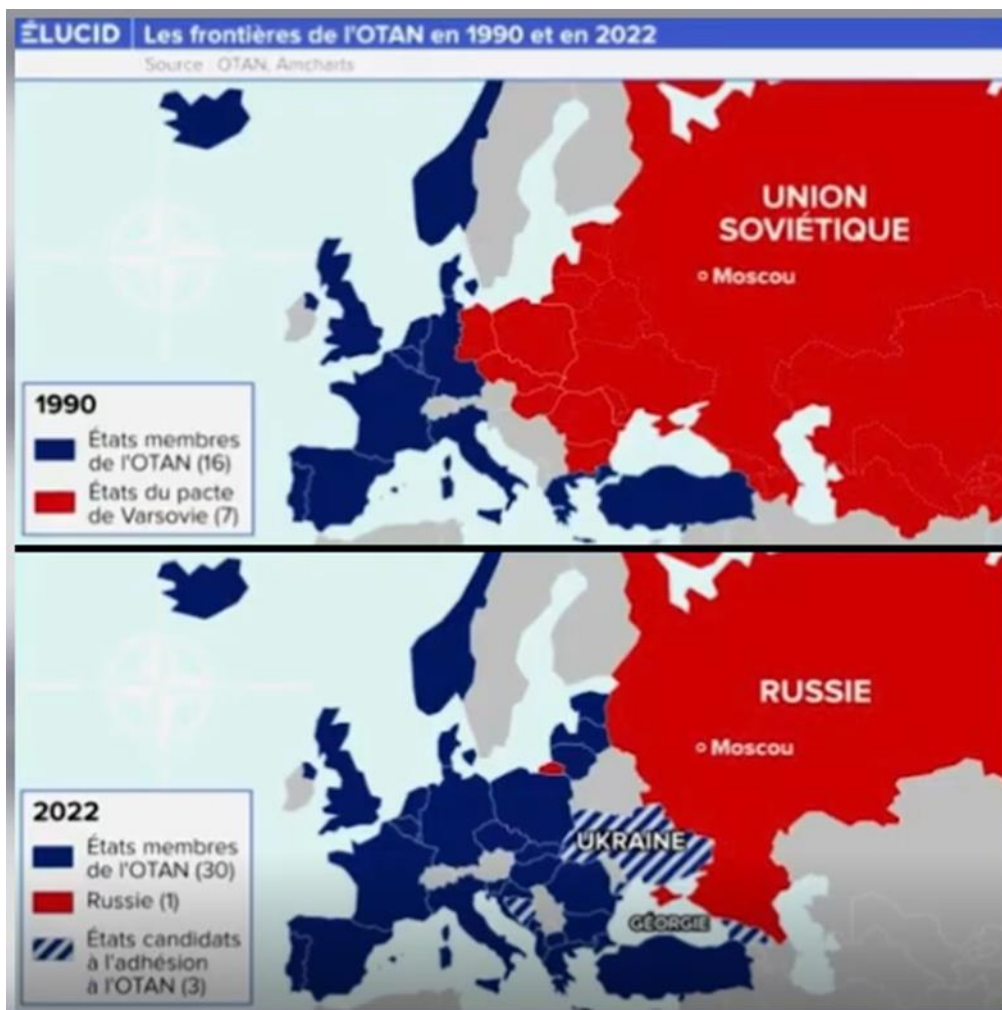 ÉLUCID
Les frontières de l'OTAN en 1990 et en 2022
Source : OTAN, Amcharts
UNION
SOVIÉTIQUE
Moscou
1990
États membres
de l'OTAN (16)
États du pacte
de Varsovie (7)
RUSSIE
Moscou
2022
États membres
de l'OTAN (30)
Russie (1)
États candidats
à l'adhésion
à l'OTAN (3)
UKRAINE
GÉORGIE